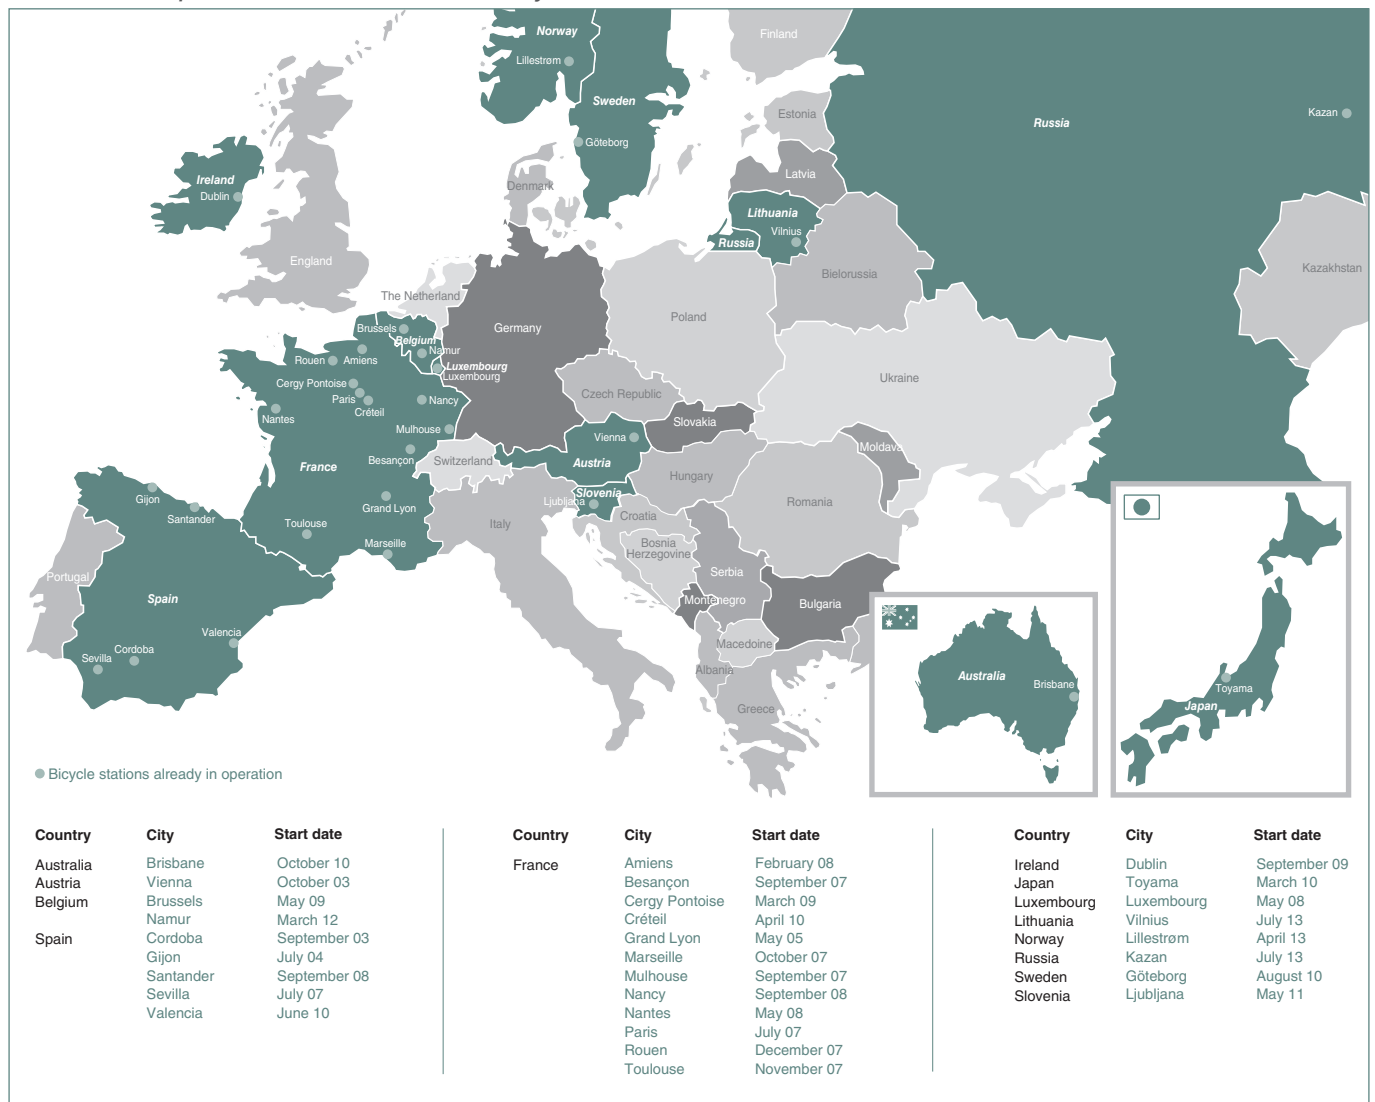 Norway
Finland
Lillestrøm
Sweden
Estonia
Kazan
Russia
Göteborg
Latvia
Ireland
Denmark
Dublin
Lithuania
Vilnius
Russia
England
Bielorussia
Kazakhstan
The Netherland
Poland
Germany
Brussels
Belgium
Namur
Rouen
Amiens
Luxembourg
Luxembourg
Ukraine
Cergy Pontoise
Czech Republic
Paris
Nancy
Créteil
Nantes
Slovakia
Mulhouse
Vienna
Moldava
Besançon
Switzerland
Austria
France
Hungary
Gijon
Slovenia
Ljubljana
Romania
Santander
Grand Lyon
Croatia
Toulouse
Italy
Marseille
Bosnia
Herzegovine
Portugal
Serbia
Spain
Montenegro
Bulgaria
Valencia
Macedoine
Cordoba
Sevilla
Albania
Greece
Australia
Brisbane
Toyama
Japan
Bicycle stations already in operation
Country City Start date
Australia Brisbane October 10
Austria Vienna October 03
Belgium Brussels May 09
Namur March 12
Spain Cordoba September 03
Gijon July 04
Santander September 08
Sevilla July 07
Valencia June 10
Country City Start date
France Amiens February 08
Besançon September 07
Cergy Pontoise March 09
Créteil April 10
Grand Lyon May 05
Marseille October 07
Mulhouse September 07
Nancy September 08
Nantes May 08
Paris July 07
Rouen December 07
Toulouse November 07
Country City Start date
Ireland Dublin September 09
Japan Toyama March 10
Luxembourg Luxembourg May 08
Lithuania Vilnius July 13
Norway Lillestrøm April 13
Russia Kazan July 13
Sweden Göteborg August 10
Slovenia Ljubljana May 11